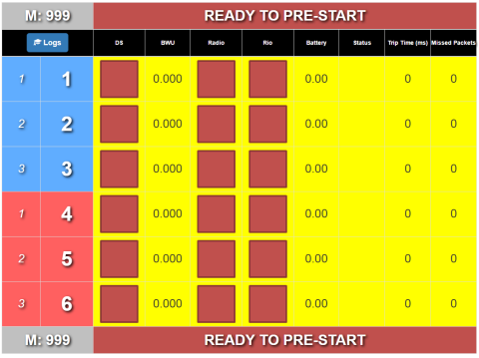 M: 999 READY TO PRE-START
Logs DS BWU Radio Rio Battery Status Trip Time (ms) Missed Packets
1 1 0.000 0.00 0 0
2 2 0.000 0.00 0 0
3 3 0.000 0.00 0 0
1 4 0.000 0.00 0 0
2 5 0.000 0.00 0 0
3 6 0.000 0.00 0 0
M: 999 READY TO PRE-START